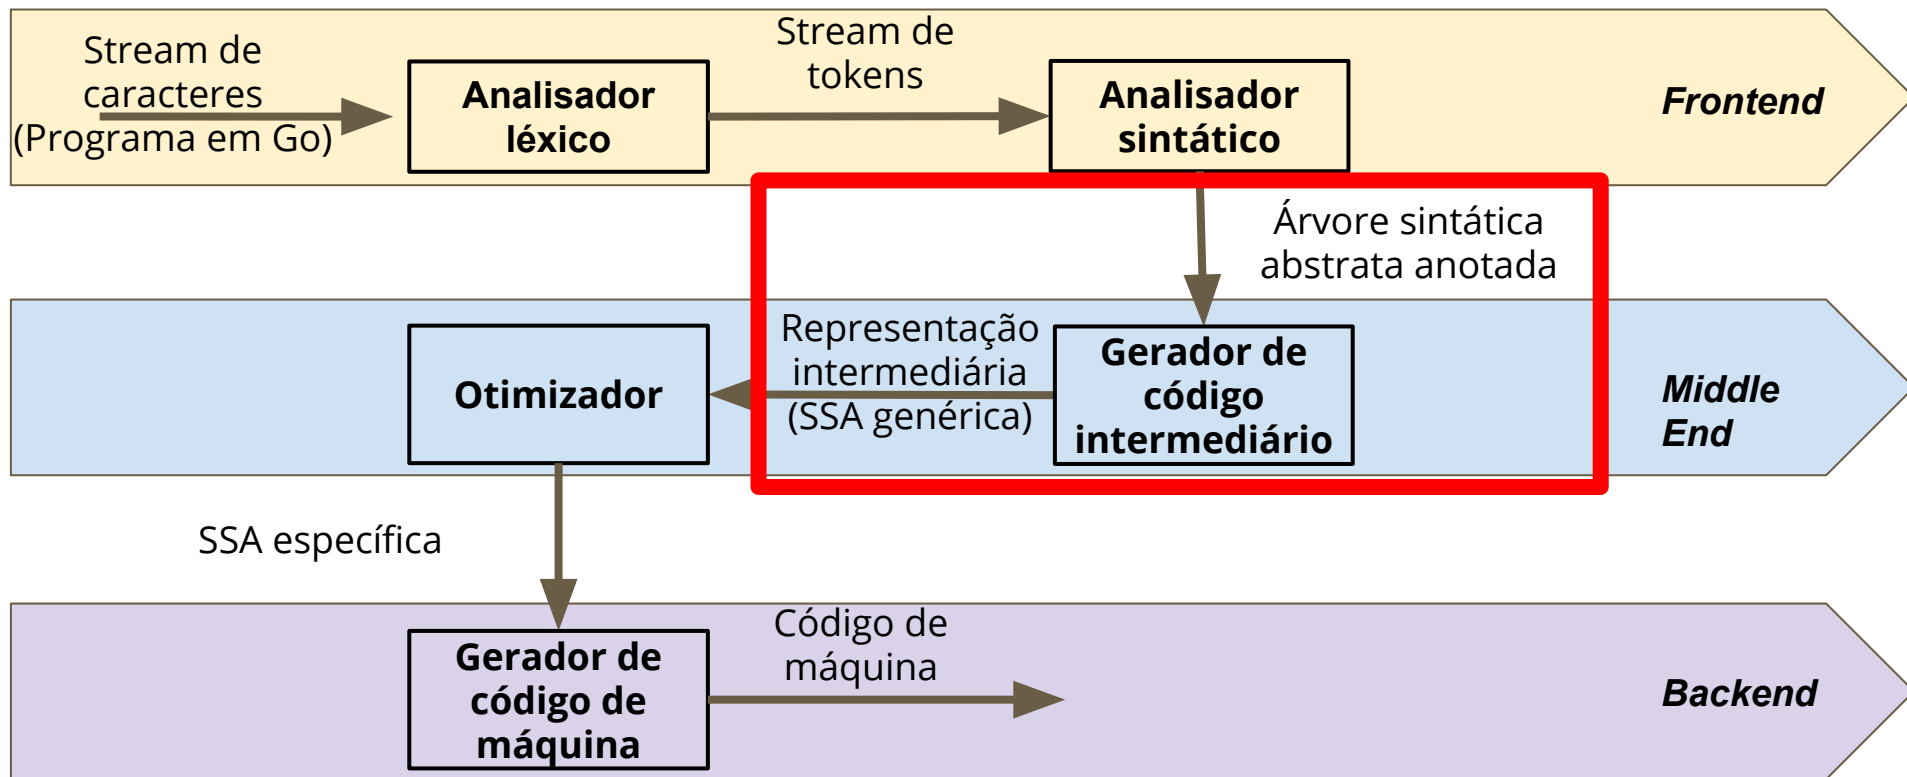 Stream de
caracteres
(Programa em Go)
Analisador
léxico
Stream de
tokens
Analisador
sintático
Frontend
Árvore sintática
abstrata anotada
Otimizador
Representação
intermediária
(SSA genérica)
Gerador de
código
intermediário
Middle
End
SSA específica
Gerador de
código de
máquina
Código de
máquina
Backend